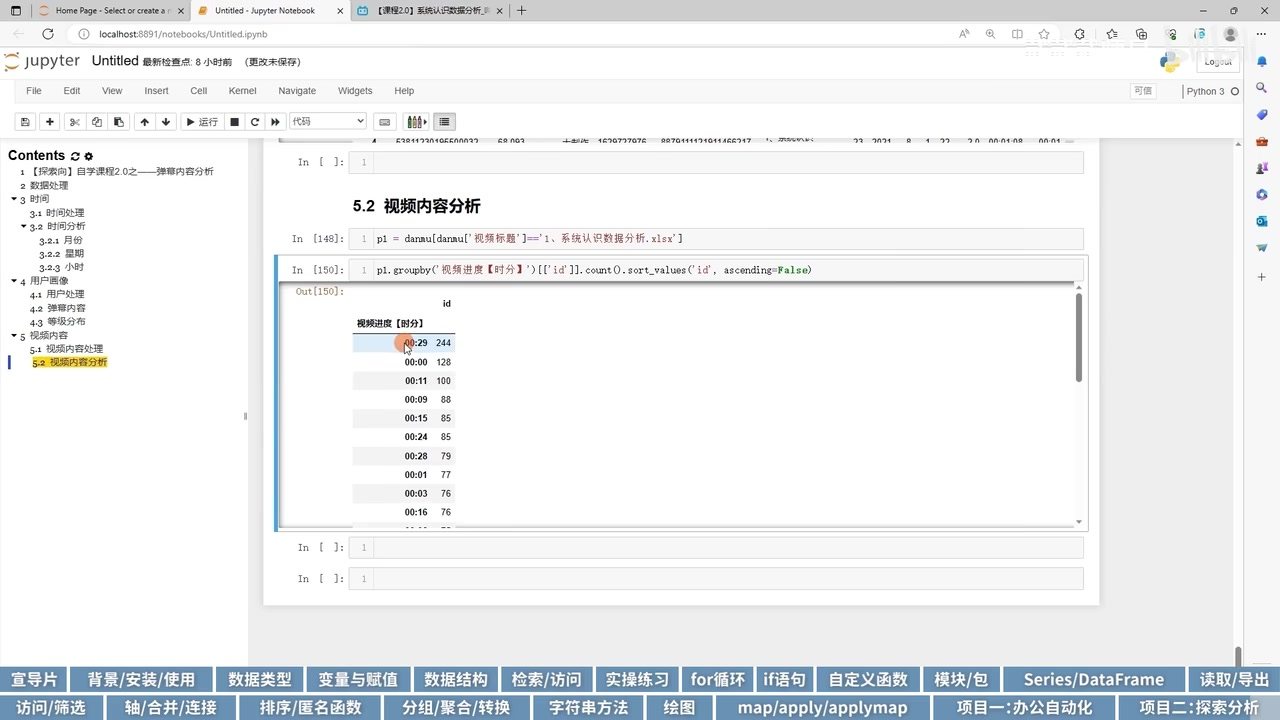 Home Page - Select or create a n
Untitled - Jupyter Notebook
【课程2.0】系统认识数据分析_
localhost:8891/notebooks/Untitled.ipynb
jupyter Untitled 最新检查点: 8 小时前 (更改未保存)
Logout
File Edit View Insert Cell Kernel Navigate Widgets Help
可信 Python 3
运行 代码
Contents
1 【探索向】自学课程2.0之——弹幕内容分析
2 数据处理
3 时间
3.1 时间处理
3.2 时间分析
3.2.1 月份
3.2.2 星期
3.2.3 小时
4 用户画像
4.1 用户处理
4.2 弹幕内容
4.3 等级分布
5 视频内容
5.1 视频内容处理
5.2 视频内容分析
In [ ]: 1
5.2 视频内容分析
In [148]: 1 p1 = danmu[danmu['视频标题']=='1、系统认识数据分析.xlsx']
In [150]: 1 p1.groupby('视频进度【时分】')[['id']].count().sort_values('id', ascending=False)
Out[150]:
id
视频进度【时分】
00:29 244
00:00 128
00:11 100
00:09 88
00:15 85
00:24 85
00:28 79
00:01 77
00:03 76
00:16 76
In [ ]: 1
In [ ]: 1
宣导片 背景/安装/使用 数据类型 变量与赋值 数据结构 检索/访问 实操练习 for循环 if语句 自定义函数 模块/包 Series/DataFrame 读取/导出
访问/筛选 轴/合并/连接 排序/匿名函数 分组/聚合/转换 字符串方法 绘图 map/apply/applymap 项目一:办公自动化 项目二:探索分析